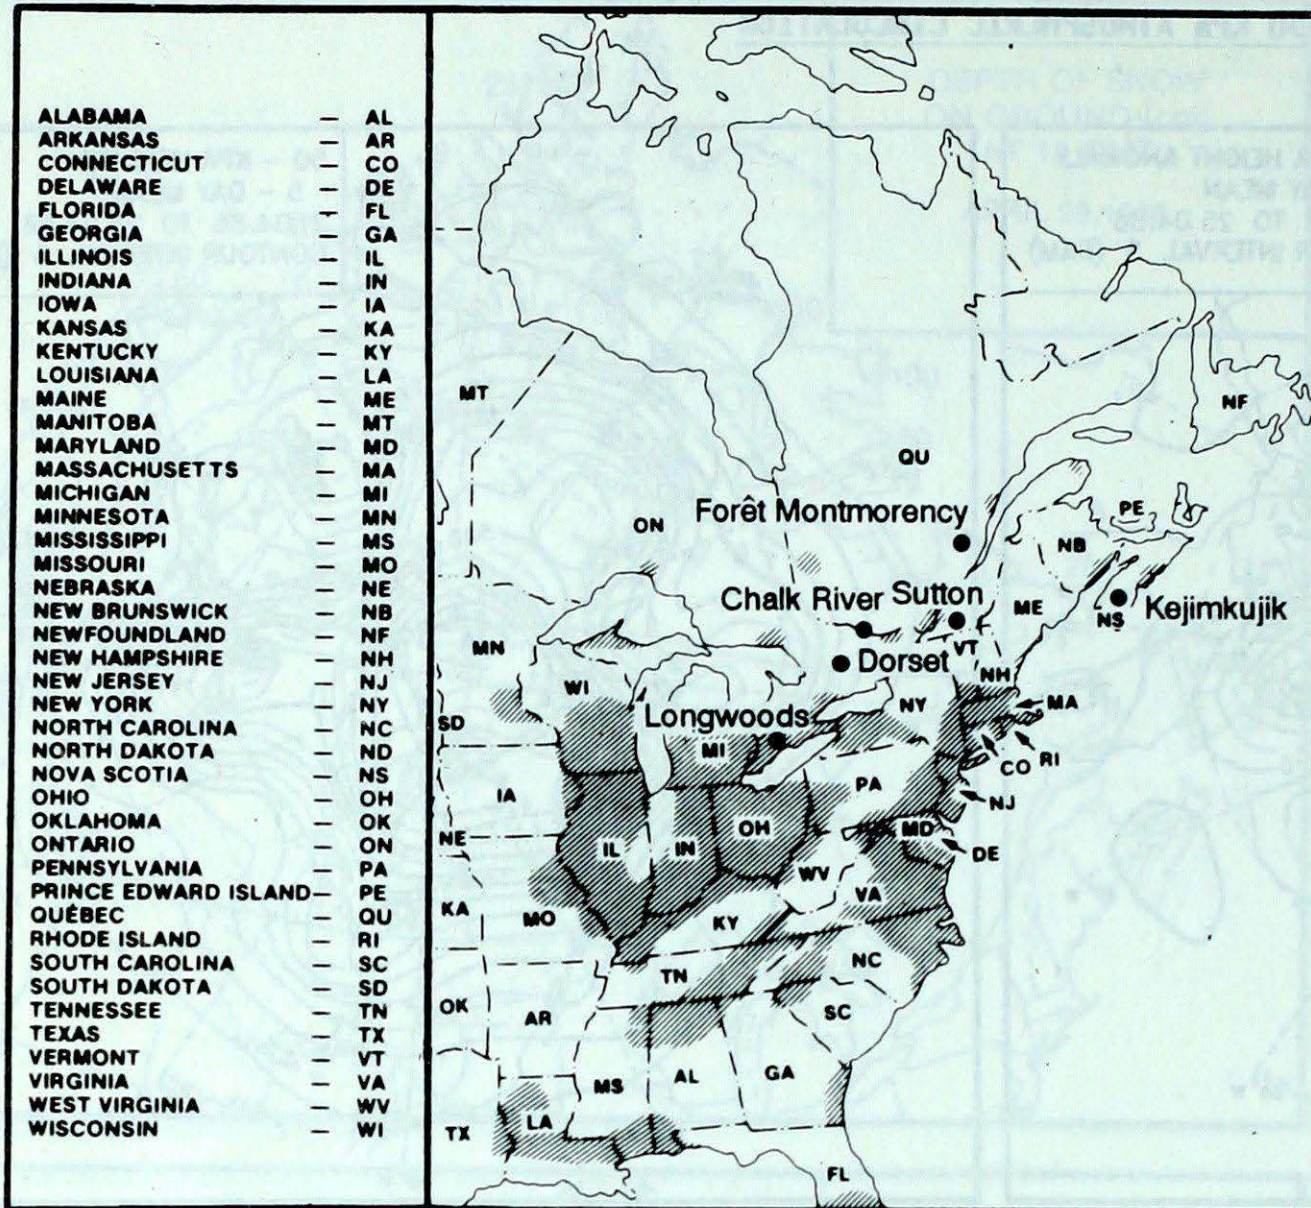 ALABAMA — AL
ARKANSAS — AR
CONNECTICUT — CO
DELAWARE — DE
FLORIDA — FL
GEORGIA — GA
ILLINOIS — IL
INDIANA — IN
IOWA — IA
KANSAS — KA
KENTUCKY — KY
LOUISIANA — LA
MAINE — ME
MANITOBA — MT
MARYLAND — MD
MASSACHUSETTS — MA
MICHIGAN — MI
MINNESOTA — MN
MISSISSIPPI — MS
MISSOURI — MO
NEBRASKA — NE
NEW BRUNSWICK — NB
NEWFOUNDLAND — NF
NEW HAMPSHIRE — NH
NEW JERSEY — NJ
NEW YORK — NY
NORTH CAROLINA — NC
NORTH DAKOTA — ND
NOVA SCOTIA — NS
OHIO — OH
OKLAHOMA — OK
ONTARIO — ON
PENNSYLVANIA — PA
PRINCE EDWARD ISLAND — PE
QUÉBEC — QU
RHODE ISLAND — RI
SOUTH CAROLINA — SC
SOUTH DAKOTA — SD
TENNESSEE — TN
TEXAS — TX
VERMONT — VT
VIRGINIA — VA
WEST VIRGINIA — WV
WISCONSIN — WI
MT
NF
QU
ON
Forêt Montmorency
PE
NB
Chalk River
Sutton
ME
NS
Kejimkujik
MN
VT
Dorset
NH
WI
NY
MA
SD
Longwoods
MI
CO
RI
IA
PA
NJ
NE
IL
IN
OH
MD
DE
WV
KA
MO
VA
KY
TN
NC
OK
AR
SC
MS
AL
GA
LA
TX
FL